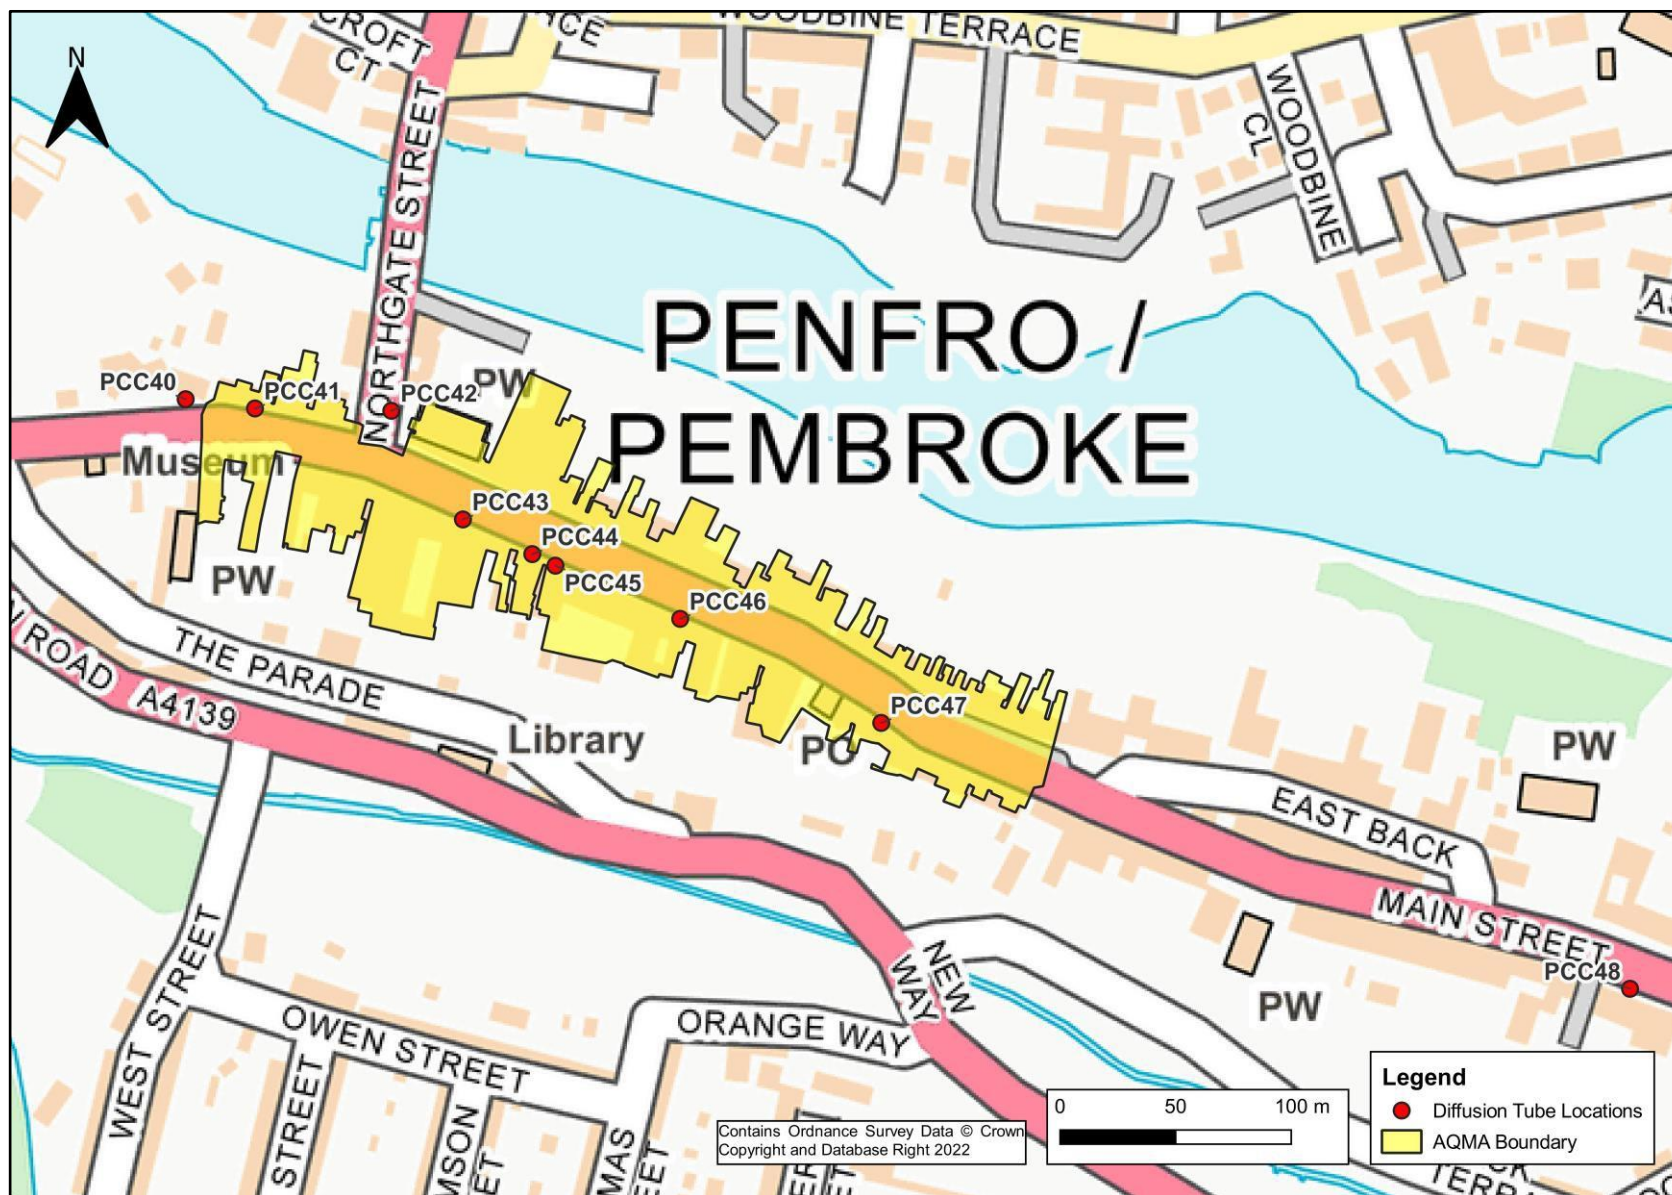 CROFT
CT
WOODBINE TERRACE
N
NORTHGATE STREET
WOODBINE
CL
PENFRO /
PEMBROKE
PCC40
PCC41
PCC42
PW
Museum
PCC43
PCC44
PCC45
PCC46
PCC47
PW
THE PARADE
ROAD A4139
Library
PO
PW
EAST BACK
MAIN STREET
PCC48
PW
NEW
WAY
WEST STREET
OWEN STREET
ORANGE WAY
STREET
Contains Ordnance Survey Data © Crown
Copyright and Database Right 2022
0 50 100 m
Legend
Diffusion Tube Locations
AQMA Boundary